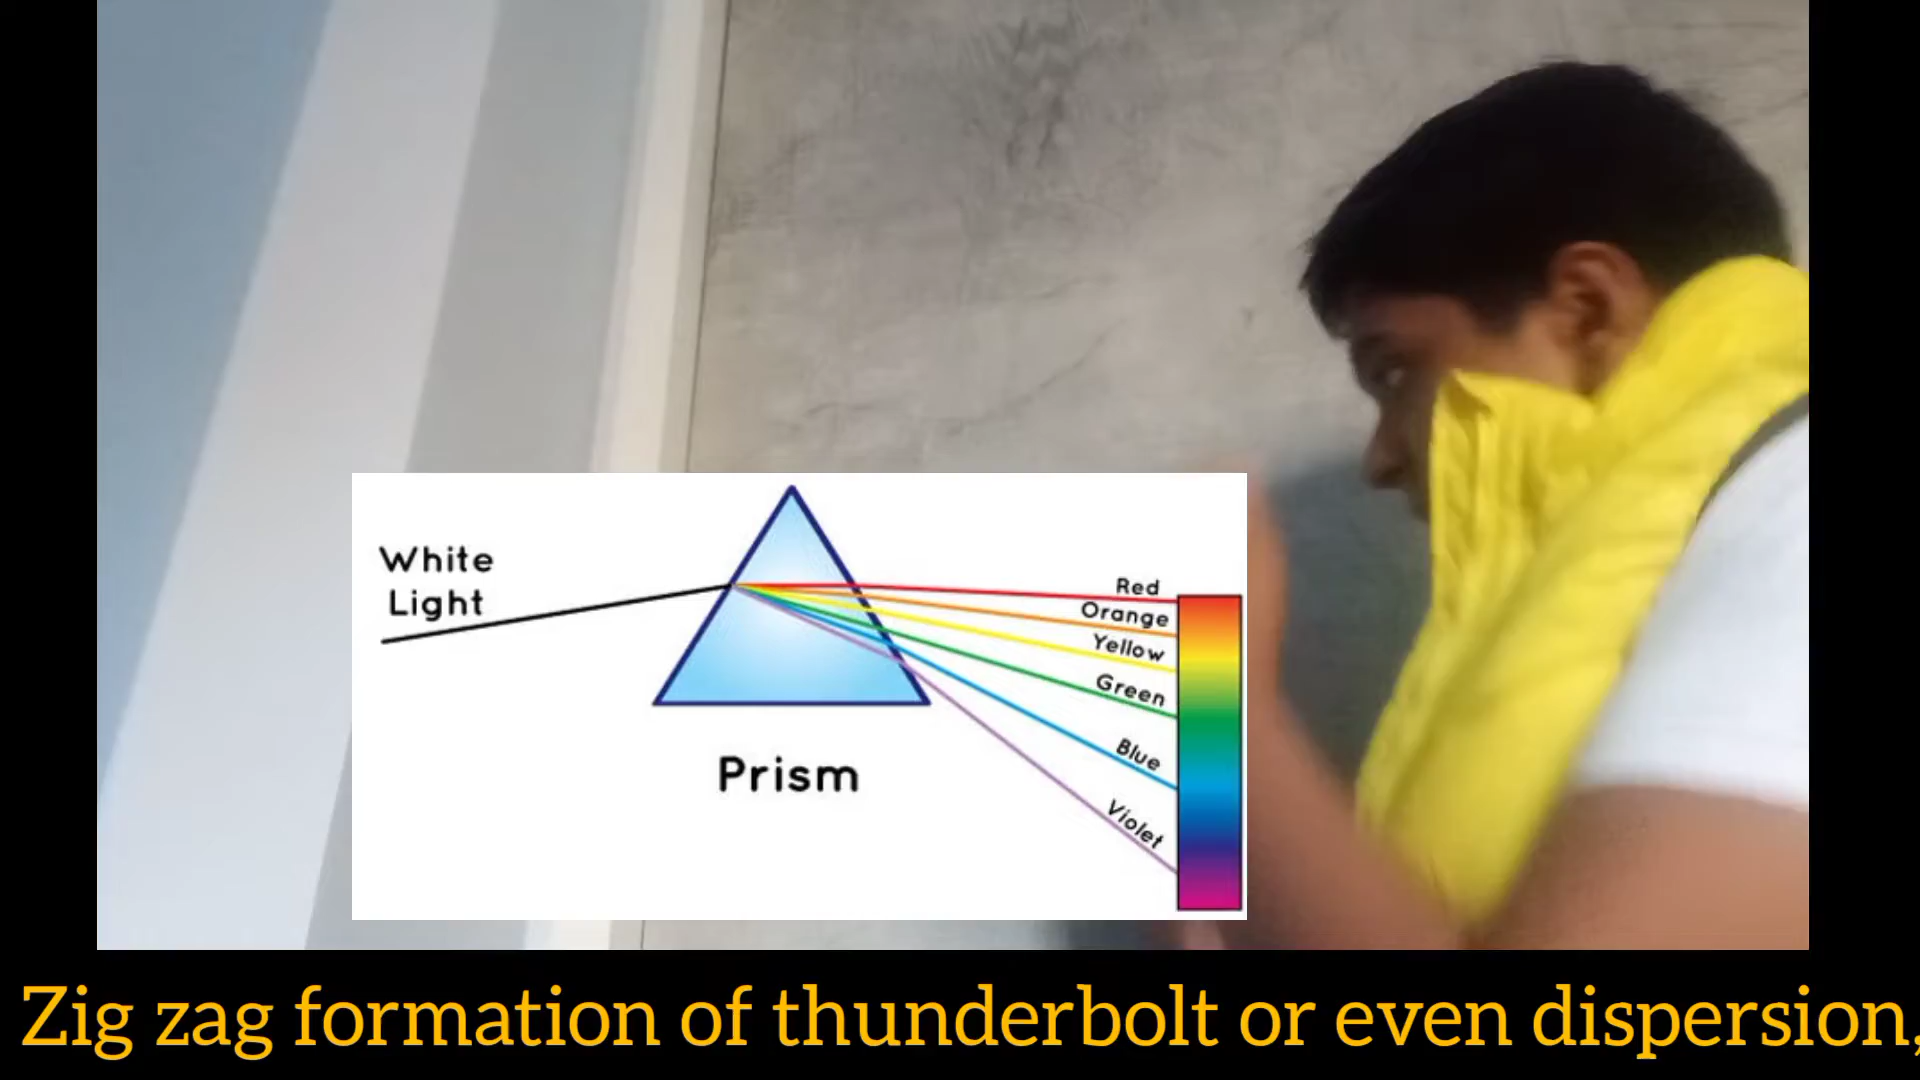 White
Light
Red
Orange
Yellow
Green
Blue
Violet
Prism
Zig zag formation of thunderbolt or even dispersion,